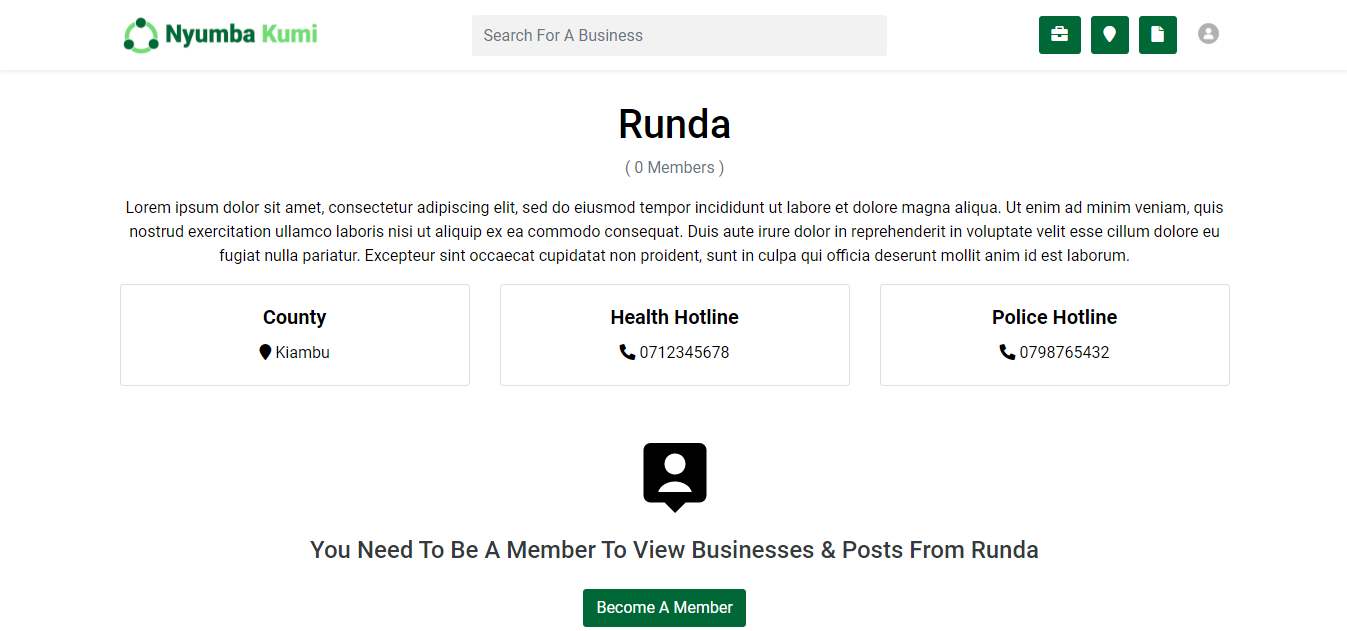 Nyumba Kumi
Search For A Business
Runda
( 0 Members )
Lorem ipsum dolor sit amet, consectetur adipiscing elit, sed do eiusmod tempor incididunt ut labore et dolore magna aliqua. Ut enim ad minim veniam, quis
nostrud exercitation ullamco laboris nisi ut aliquip ex ea commodo consequat. Duis aute irure dolor in reprehenderit in voluptate velit esse cillum dolore eu
fugiat nulla pariatur. Excepteur sint occaecat cupidatat non proident, sunt in culpa qui officia deserunt mollit anim id est laborum.
County
Kiambu
Health Hotline
0712345678
Police Hotline
0798765432
You Need To Be A Member To View Businesses & Posts From Runda
Become A Member